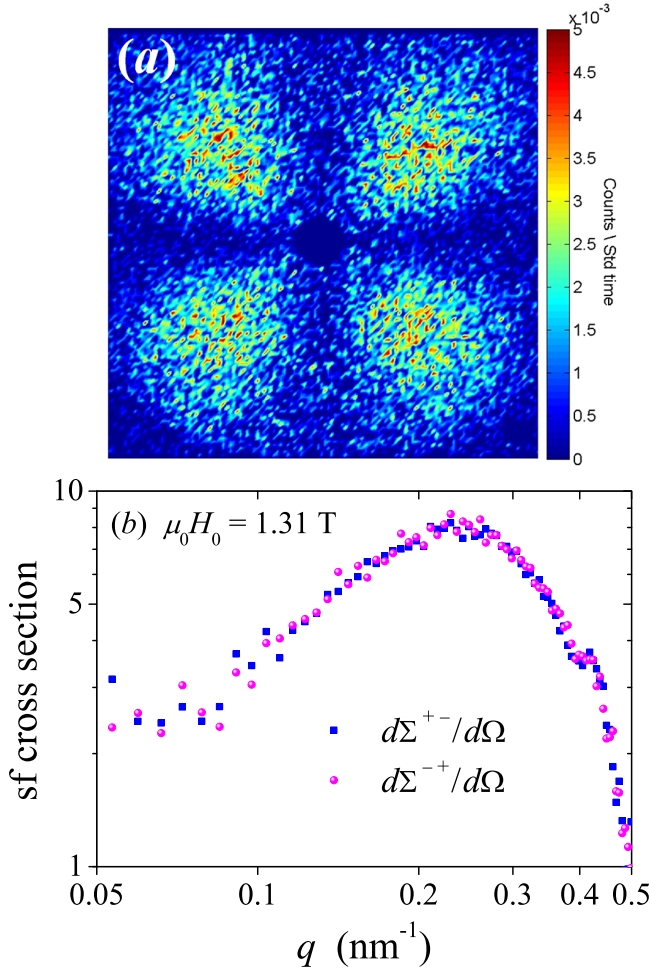 (a)
x 10⁻³
5
4.5
4
3.5
3
2.5
2
1.5
1
0.5
0
Counts \ Std time
(b) μ₀H₀ = 1.31 T
10
5
1
sf cross section
dΣ⁺⁻/dΩ
dΣ⁻⁺/dΩ
0.05 0.1 0.2 0.3 0.4 0.5
q (nm⁻¹)